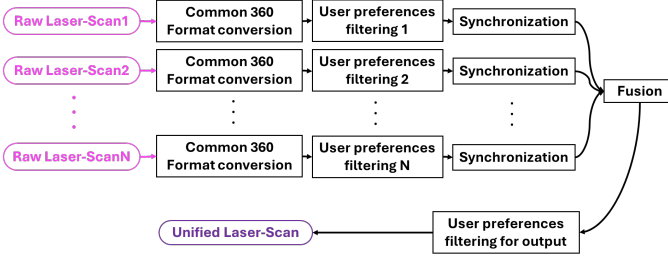 Raw Laser-Scan1
Common 360
Format conversion
User preferences
filtering 1
Synchronization
Raw Laser-Scan2
Common 360
Format conversion
User preferences
filtering 2
Synchronization
Fusion
Raw Laser-ScanN
Common 360
Format conversion
User preferences
filtering N
Synchronization
Unified Laser-Scan
User preferences
filtering for output